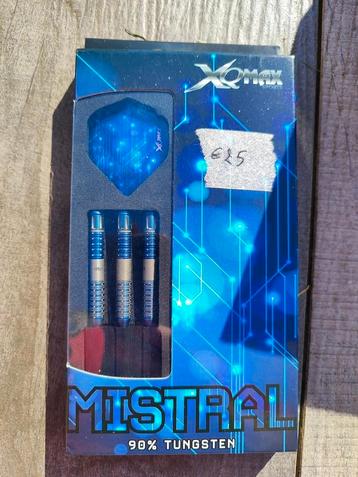 XQMAX
€25
MISTRAL
90% TUNGSTEN